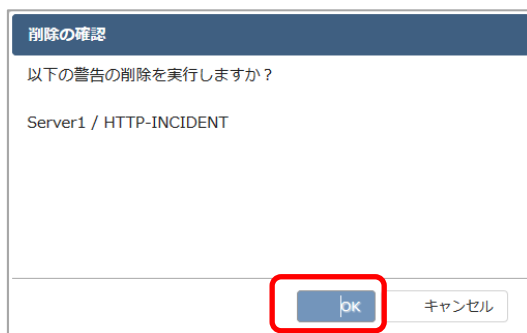 削除の確認
以下の警告の削除を実行しますか？
Server1 / HTTP-INCIDENT
OK
キャンセル